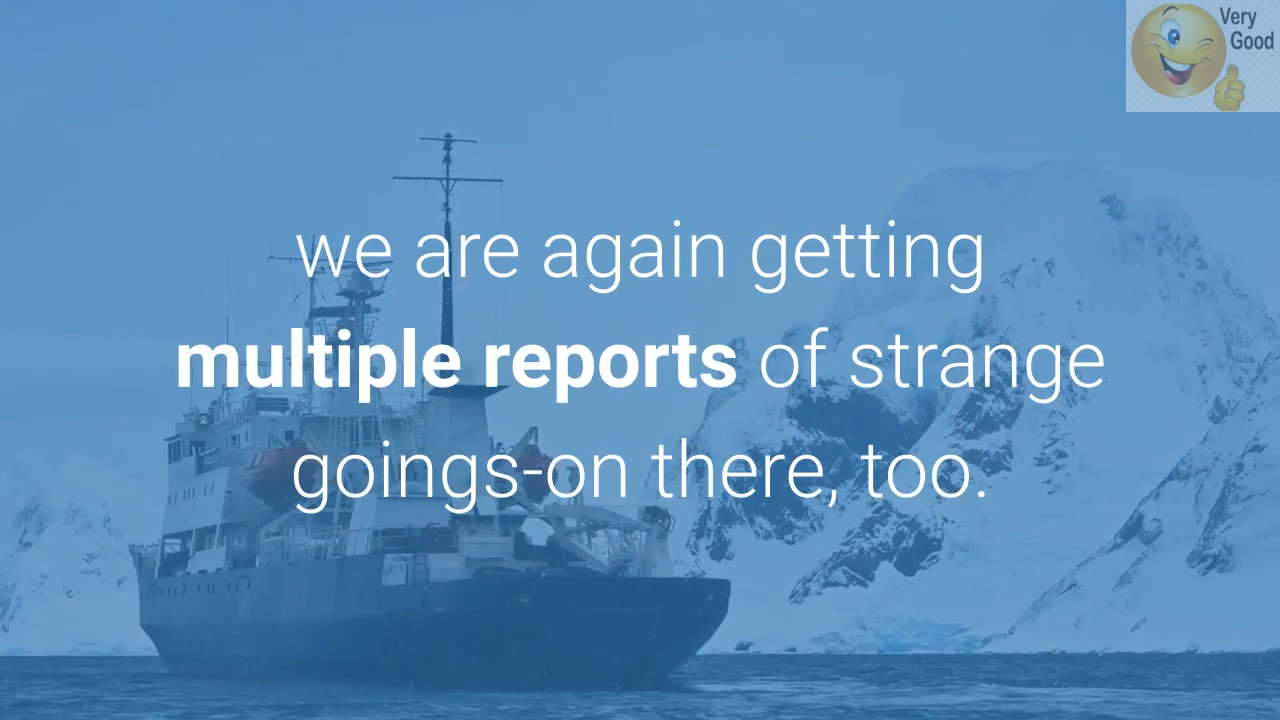 Very
Good
we are again getting
multiple reports of strange
goings-on there, too.